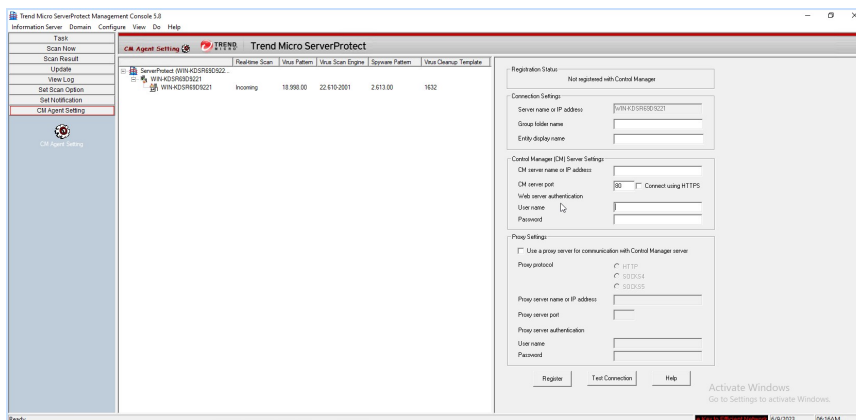 Trend Micro ServerProtect Management Console 5.8
Information Server Domain Configure View Do Help
Task
Scan Now
Scan Result
Update
View Log
Set Scan Option
Set Notification
CM Agent Setting
CM Agent Setting
CM Agent Setting
TREND MICRO
Trend Micro ServerProtect
Real-time Scan Virus Pattern Virus Scan Engine Spyware Pattern Virus Cleanup Template
ServerProtect (WIN-KDSR69D922...
WIN-KDSR69D9221
WIN-KDSR69D9221 Incoming 18.998.00 22.610-2001 2.613.00 1632
Registration Status
Not registered with Control Manager
Connection Settings
Server name or IP address WIN-KDSR69D9221
Group folder name
Entity display name
Control Manager (CM) Server Settings
CM server name or IP address
CM server port 80 Connect using HTTPS
Web server authentication
User name
Password
Proxy Settings
Use a proxy server for communication with Control Manager server
Proxy protocol HTTP
SOCKS4
SOCKS5
Proxy server name or IP address
Proxy server port
Proxy server authentication
User name
Password
Register Test Connection Help
Activate Windows
Go to Settings to activate Windows.
Ready 6/9/2023 06:16AM